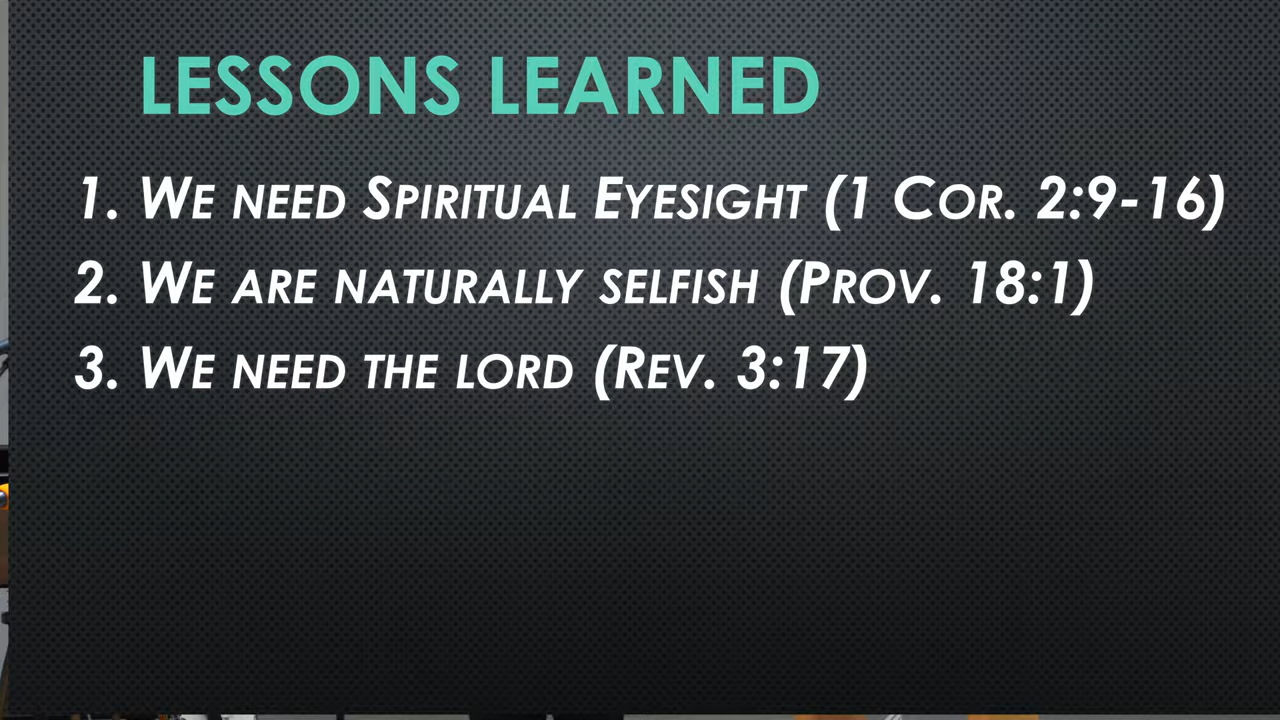 LESSONS LEARNED
1. WE NEED SPIRITUAL EYESIGHT (1 COR. 2:9-16)
2. WE ARE NATURALLY SELFISH (PROV. 18:1)
3. WE NEED THE LORD (REV. 3:17)